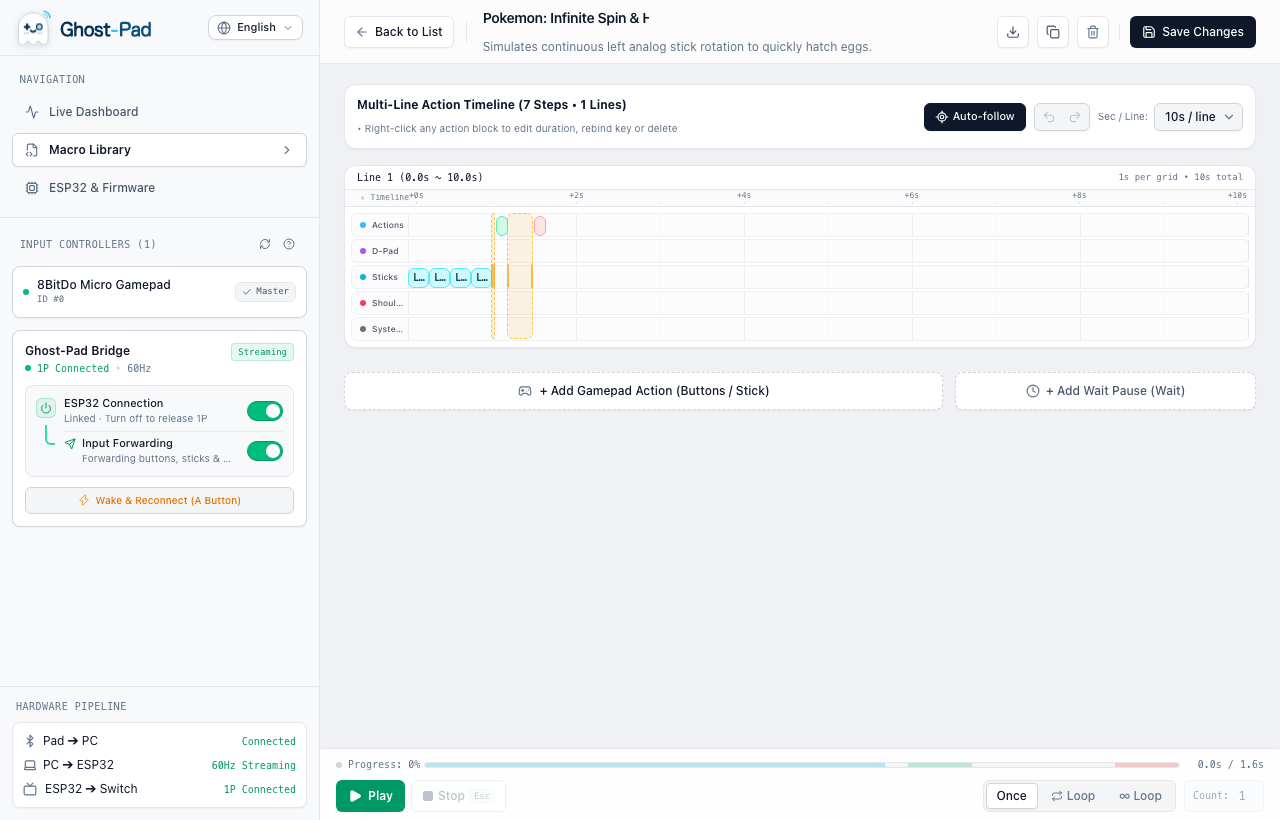 Ghost-Pad
English
NAVIGATION
Live Dashboard
Macro Library
ESP32 & Firmware
INPUT CONTROLLERS (1)
8BitDo Micro Gamepad
ID #0
Master
Ghost-Pad Bridge
Streaming
1P Connected • 60Hz
ESP32 Connection
Linked · Turn off to release 1P
Input Forwarding
Forwarding buttons, sticks & ...
Wake & Reconnect (A Button)
HARDWARE PIPELINE
Pad ➔ PC
Connected
PC ➔ ESP32
60Hz Streaming
ESP32 ➔ Switch
1P Connected
Back to List
Pokemon: Infinite Spin &
Simulates continuous left analog stick rotation to quickly hatch eggs.
Save Changes
Multi-Line Action Timeline (7 Steps • 1 Lines)
• Right-click any action block to edit duration, rebind key or delete
Auto-follow
Sec / Line:
10s / line
Line 1 (0.0s ~ 10.0s)
1s per grid • 10s total
Timeline
+0s
+2s
+4s
+6s
+8s
+10s
Actions
D-Pad
Sticks
L… L… L… L…
Shoul…
Syste…
+ Add Gamepad Action (Buttons / Stick)
+ Add Wait Pause (Wait)
Progress: 0%
0.0s / 1.6s
Play
Stop Esc
Once
Loop
∞ Loop
Count: 1